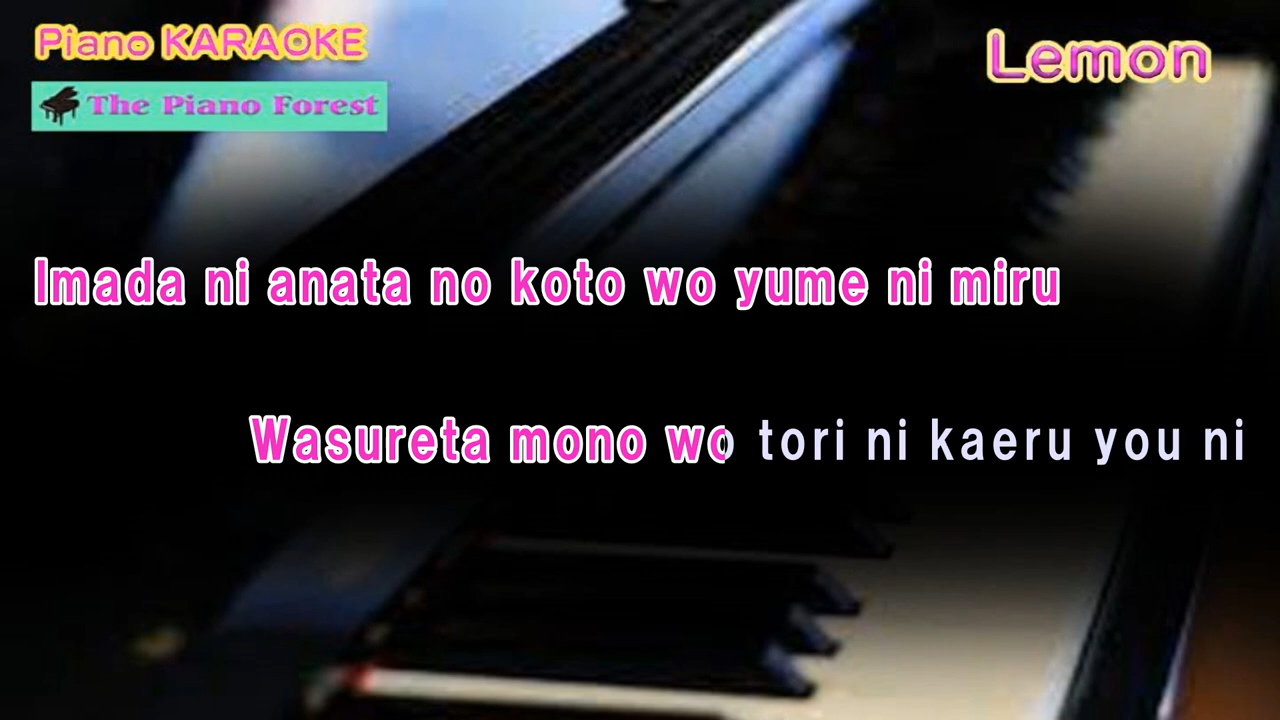 Piano KARAOKE
Lemon
The Piano Forest
Imada ni anata no koto wo yume ni miru
Wasureta mono wo tori ni kaeru you ni